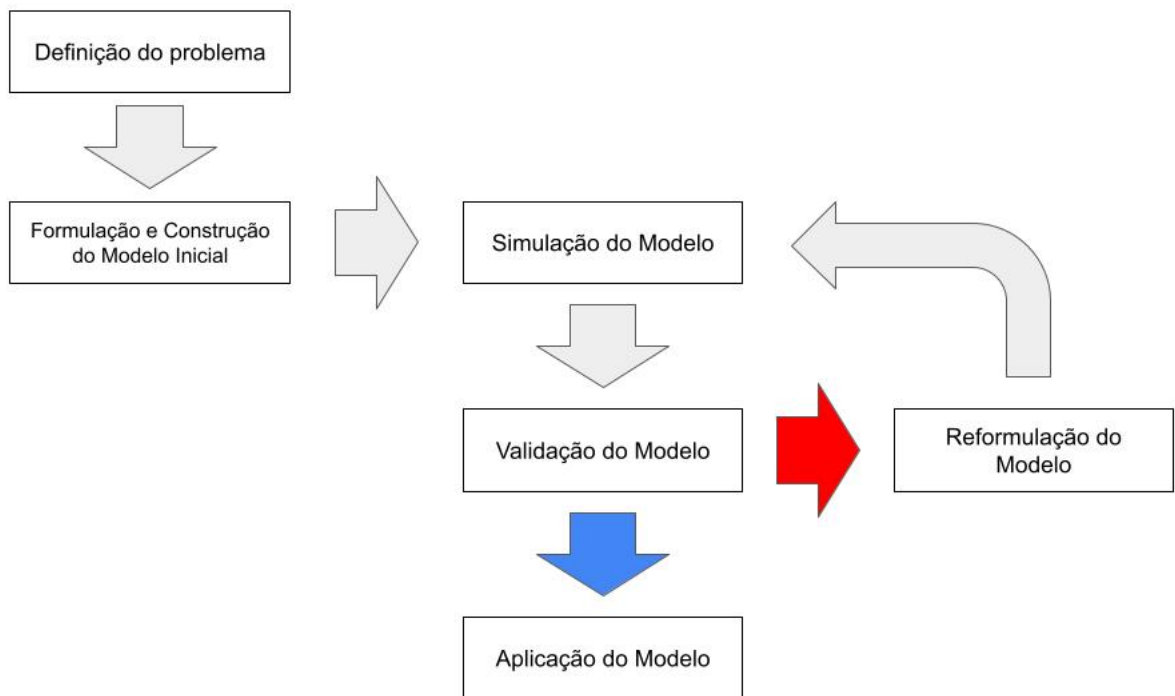 Definição do problema
Formulação e Construção
do Modelo Inicial
Simulação do Modelo
Validação do Modelo
Reformulação do
Modelo
Aplicação do Modelo